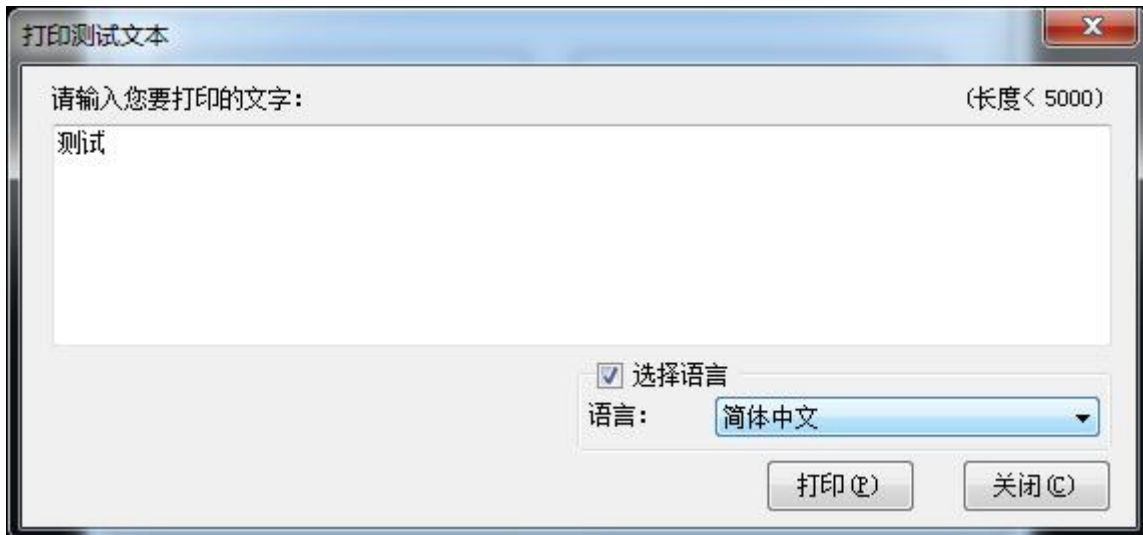 打印测试文本
请输入您要打印的文字: (长度< 5000)
测试
选择语言
语言: 简体中文
打印(P) 关闭(C)